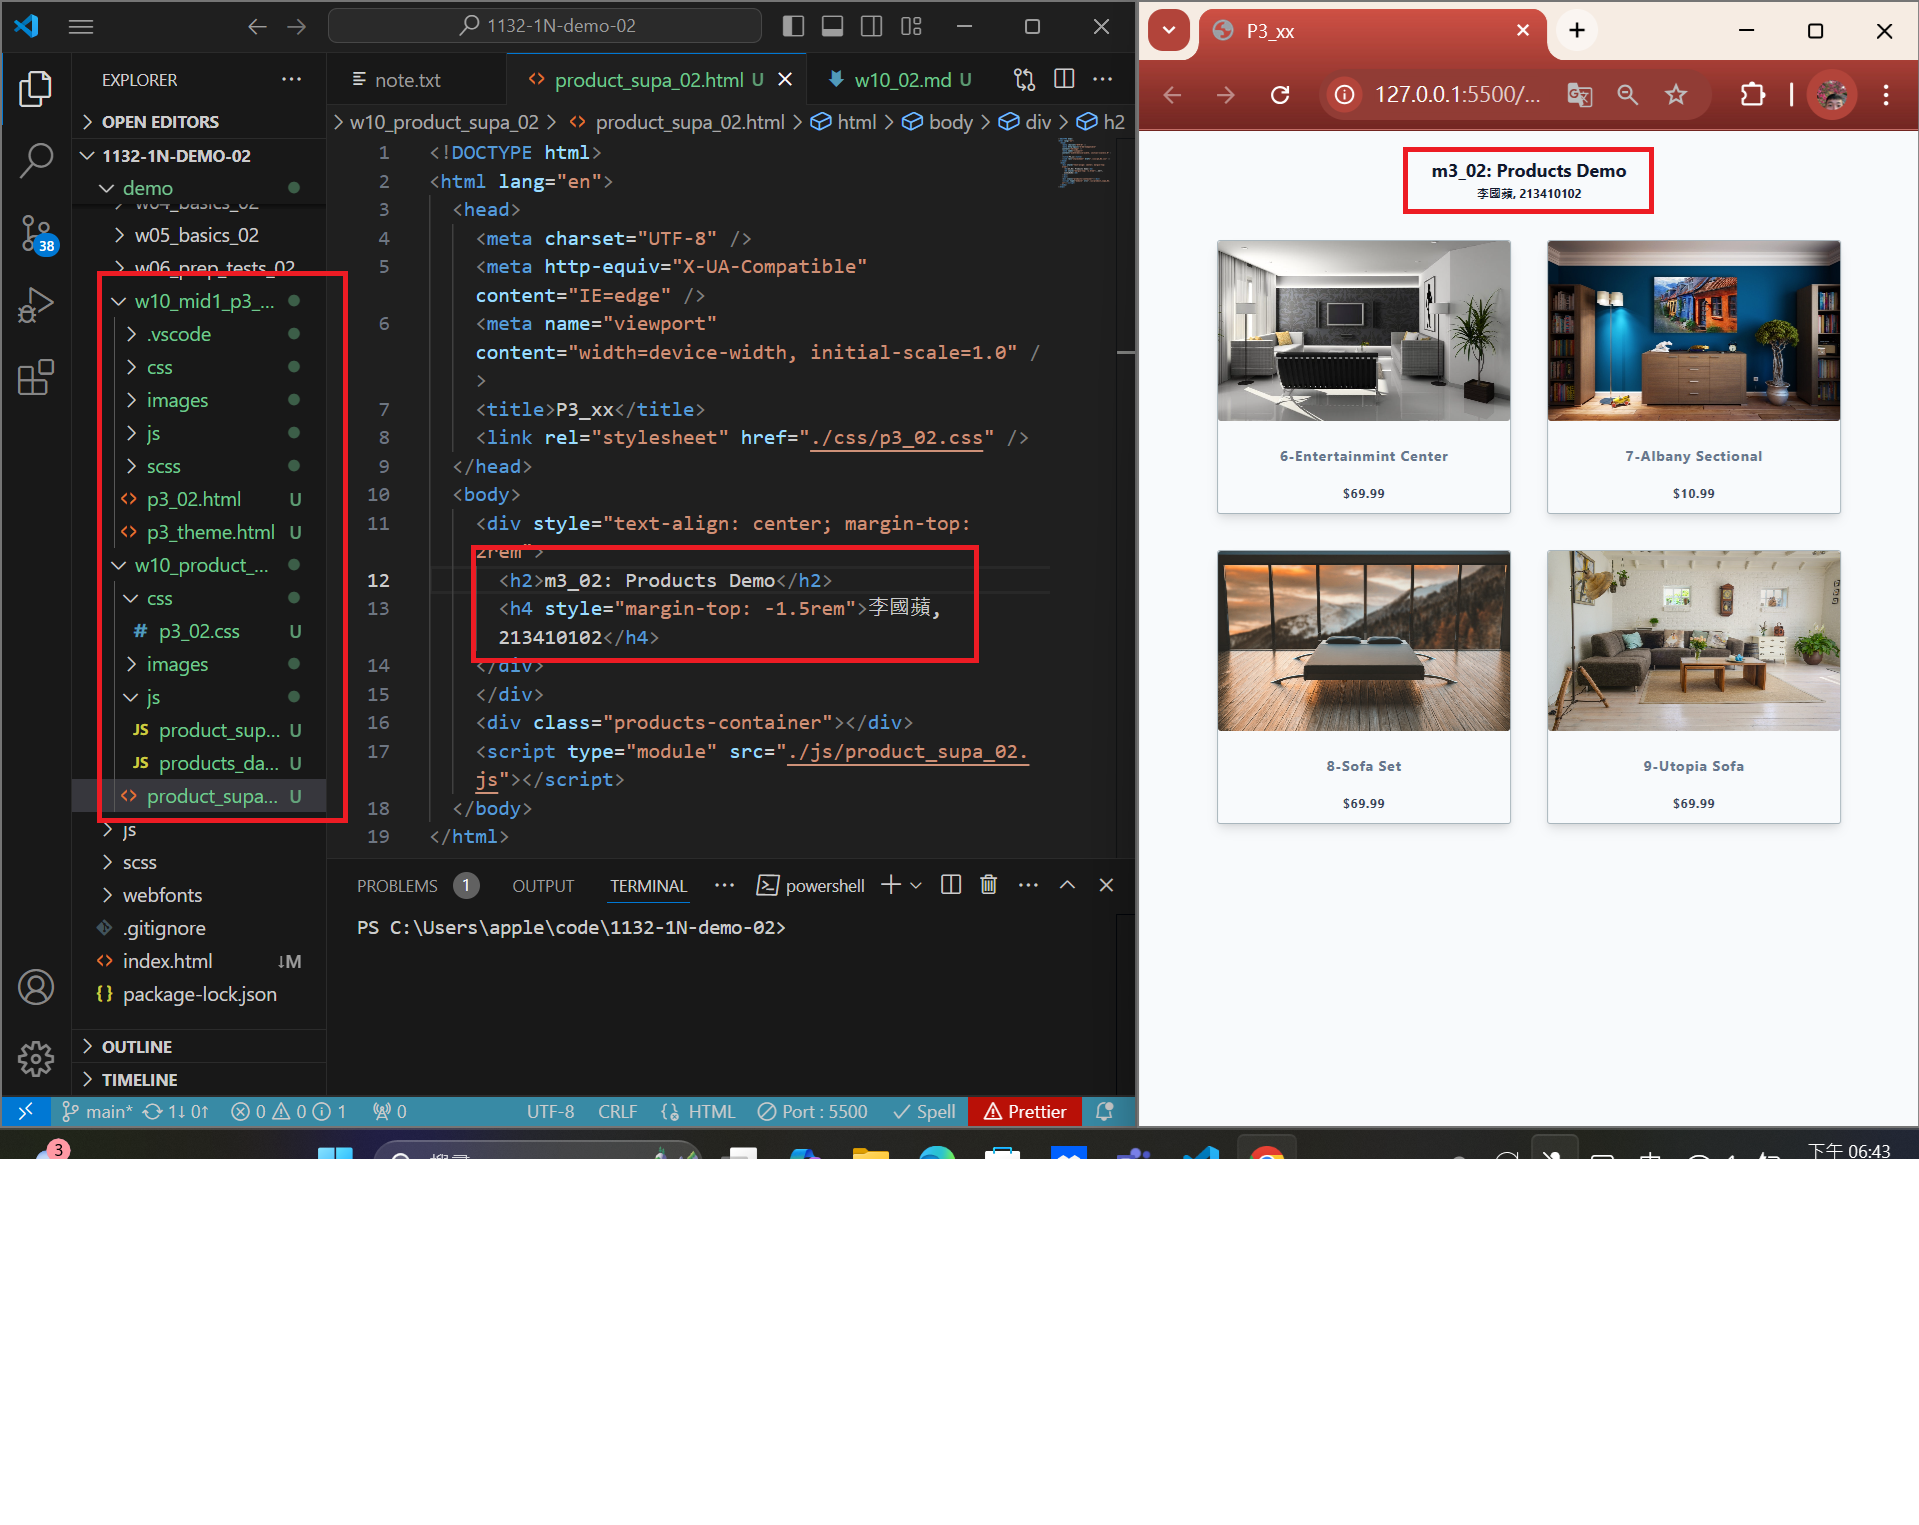 1132-1N-demo-02
EXPLORER
OPEN EDITORS
1132-1N-DEMO-02
demo
w04_basics_02
w05_basics_02
w06_prep_tests_02
w10_mid1_p3_...
.vscode
css
images
js
scss
p3_02.html U
p3_theme.html U
w10_product_...
css
# p3_02.css U
images
js
JS product_sup... U
JS products_da... U
product_supa... U
js
scss
webfonts
.gitignore
index.html ↓M
{} package-lock.json
OUTLINE
TIMELINE
38
note.txt
product_supa_02.html U
w10_02.md U
w10_product_supa_02 > product_supa_02.html > html > body > div > h2
1 <!DOCTYPE html>
2 <html lang="en">
3 <head>
4 <meta charset="UTF-8" />
5 <meta http-equiv="X-UA-Compatible"
content="IE=edge" />
6 <meta name="viewport"
content="width=device-width, initial-scale=1.0" /
>
7 <title>P3_xx</title>
8 <link rel="stylesheet" href="./css/p3_02.css" />
9 </head>
10 <body>
11 <div style="text-align: center; margin-top:
2rem">
12 <h2>m3_02: Products Demo</h2>
13 <h4 style="margin-top: -1.5rem">李國蘋,
213410102</h4>
14 </div>
15 </div>
16 <div class="products-container"></div>
17 <script type="module" src="./js/product_supa_02.
js"></script>
18 </body>
19 </html>
PROBLEMS 1 OUTPUT TERMINAL powershell
PS C:\Users\apple\code\1132-1N-demo-02>
main* 1↓ 0↑ 0 0 1 0 UTF-8 CRLF HTML Port : 5500 Spell Prettier
P3_xx
127.0.0.1:5500/...
m3_02: Products Demo
李國蘋, 213410102
6-Entertainmint Center
$69.99
7-Albany Sectional
$10.99
8-Sofa Set
$69.99
9-Utopia Sofa
$69.99
3
下午 06:43